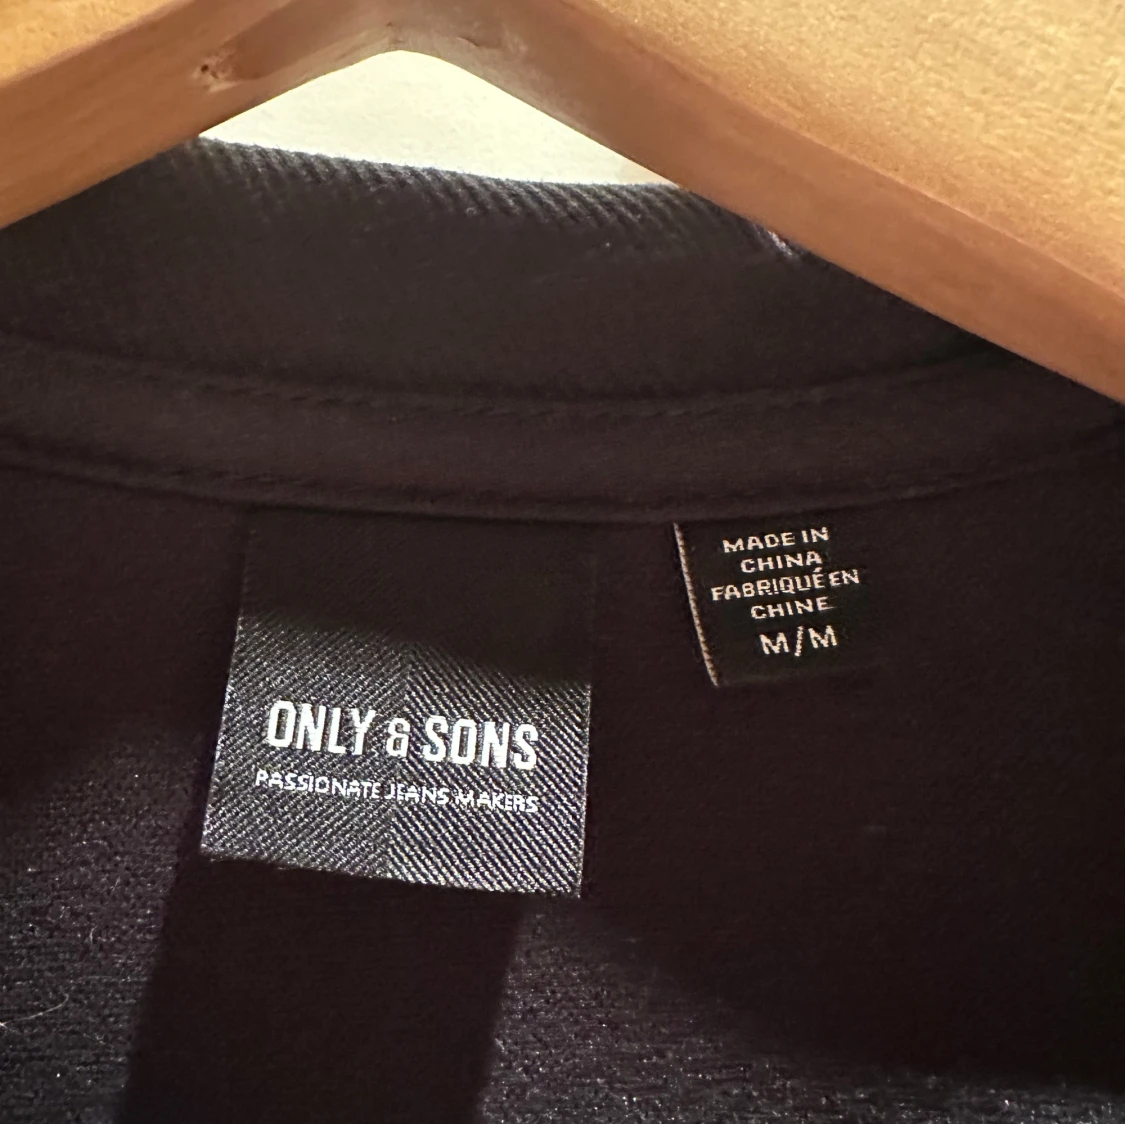 ONLY & SONS
PASSIONATE JEANS MAKERS
MADE IN
CHINA
FABRIQUÉ EN
CHINE
M/M